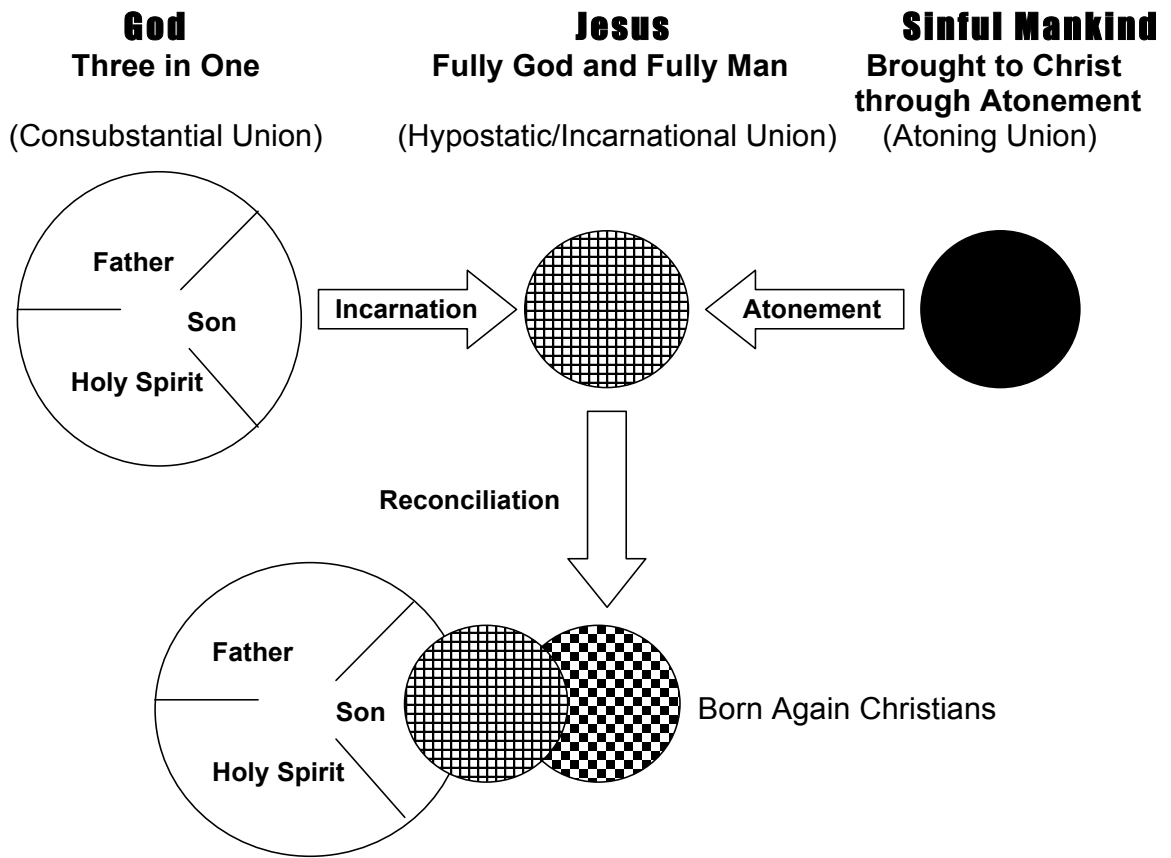 God
Three in One
(Consubstantial Union)
Jesus
Fully God and Fully Man
(Hypostatic/Incarnational Union)
Sinful Mankind
Brought to Christ
through Atonement
(Atoning Union)
Father
Son
Holy Spirit
Incarnation
Atonement
Reconciliation
Father
Son
Holy Spirit
Born Again Christians